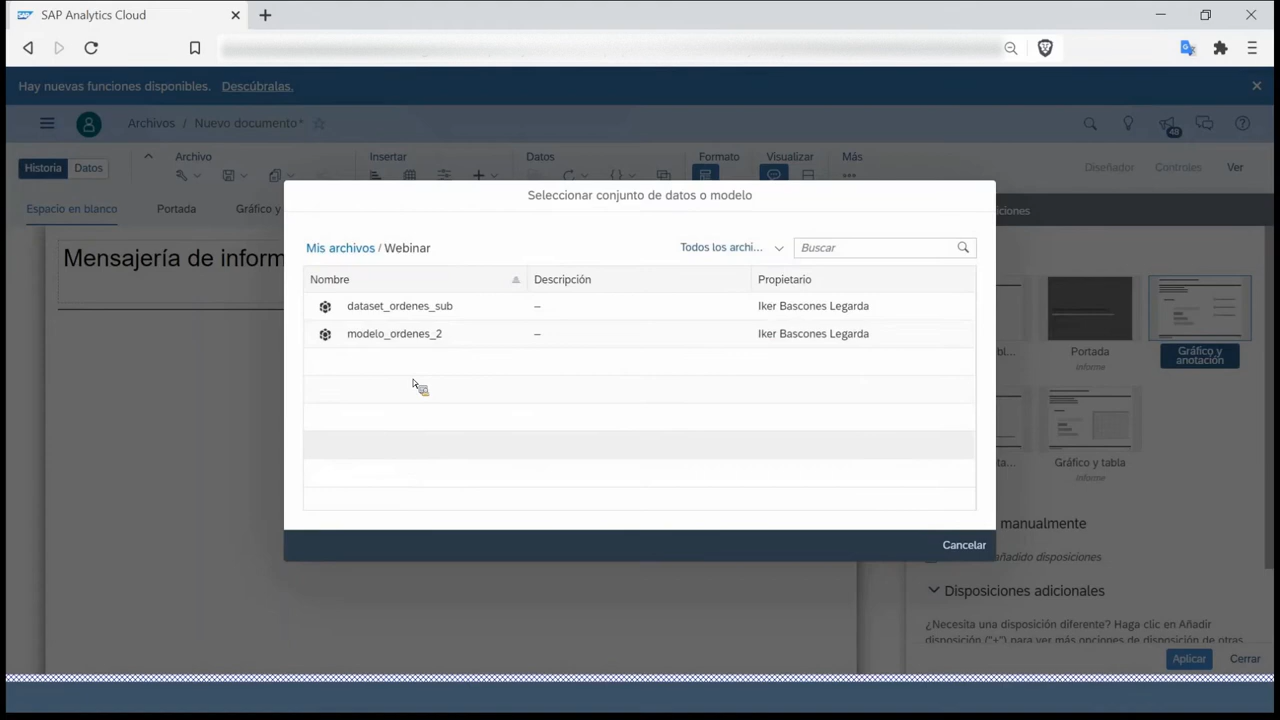 SAP Analytics Cloud
Hay nuevas funciones disponibles. Descúbralas.
Archivos / Nuevo documento*
48
Historia Datos
Archivo
Insertar
Datos
Formato
Visualizar
Más
Diseñador Controles Ver
Espacio en blanco Portada Gráfico y
Mensajería de inform
Seleccionar conjunto de datos o modelo
Mis archivos / Webinar
Todos los archi...
Buscar
Nombre Descripción Propietario
dataset_ordenes_sub – Iker Bascones Legarda
modelo_ordenes_2 – Iker Bascones Legarda
Cancelar
iciones
bl...
Portada
informe
Gráfico y
anotación
ta...
Gráfico y tabla
informe
manualmente
añadido disposiciones
Disposiciones adicionales
¿Necesita una disposición diferente? Haga clic en Añadir
disposición ("+") para ver más opciones de disposición de otras
Aplicar Cerrar